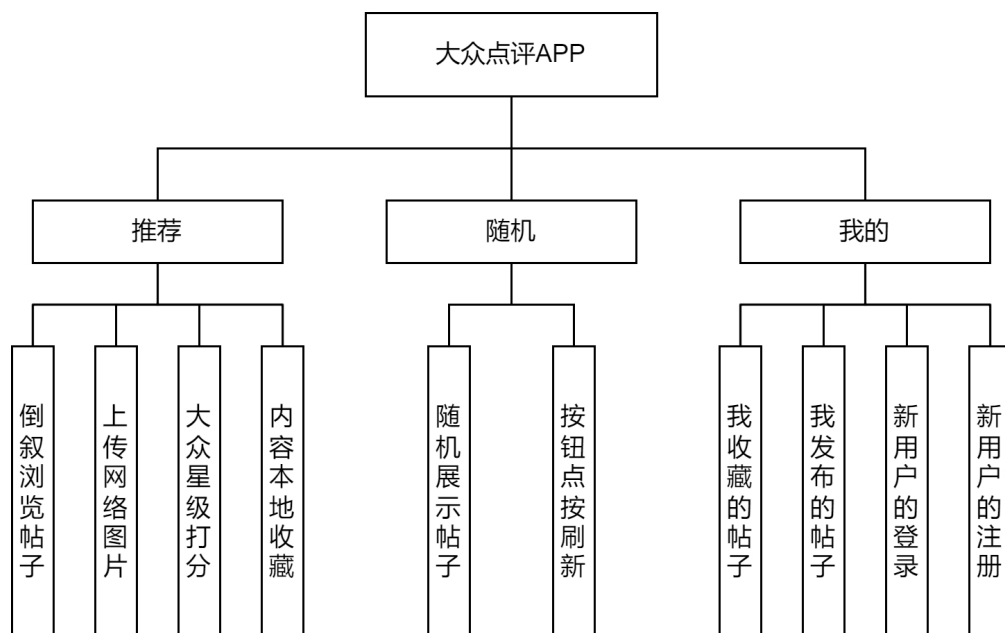 大众点评APP
推荐
随机
我的
倒叙浏览帖子
上传网络图片
大众星级打分
内容本地收藏
随机展示帖子
按钮点按刷新
我收藏的帖子
我发布的帖子
新用户的登录
新用户的注册